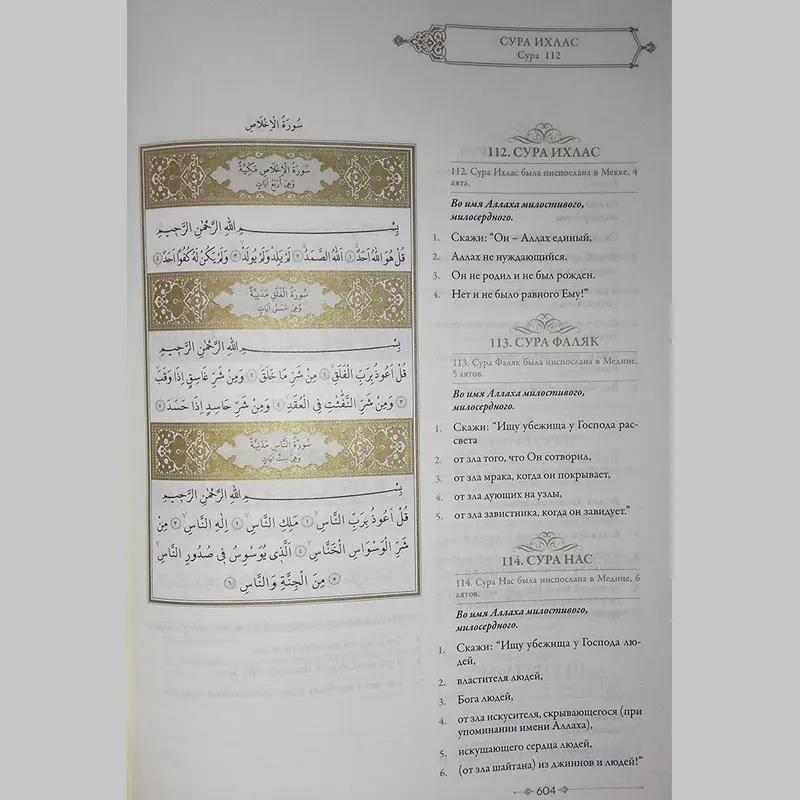 СУРА ИХЛАС
Сура 112
سُورَةُ الْاِخْلَاصِ
سُورَةُ الْاِخْلَاصِ مَكِّيَّةٌ
وَهِيَ أَرْبَعُ اٰيَاتٍ
بِسْــــــمِ اللّٰهِ الرَّحْمٰنِ الرَّح۪يمِ
قُلْ هُوَ اللّٰهُ اَحَدٌۚ ﴿١﴾ اَللّٰهُ الصَّمَدُۚ ﴿٢﴾ لَمْ يَلِدْ وَلَمْ يُولَدْۙ ﴿٣﴾ وَلَمْ يَكُنْ لَهُ كُفُوًا اَحَدٌ ﴿٤﴾
سُورَةُ الْفَلَقِ مَدَنِيَّةٌ
وَهِيَ خَمْسُ اٰيَاتٍ
بِسْــــــمِ اللّٰهِ الرَّحْمٰنِ الرَّح۪يمِ
قُلْ اَعُوذُ بِرَبِّ الْفَلَقِۙ ﴿١﴾ مِنْ شَرِّ مَا خَلَقَۙ ﴿٢﴾ وَمِنْ شَرِّ غَاسِقٍ اِذَا وَقَبَۙ
﴿٣﴾ وَمِنْ شَرِّ النَّفَّاثَاتِ فِي الْعُقَدِۙ ﴿٤﴾ وَمِنْ شَرِّ حَاسِدٍ اِذَا حَسَدَ ﴿٥﴾
سُورَةُ النَّاسِ مَدَنِيَّةٌ
وَهِيَ سِتُّ اٰيَاتٍ
بِسْــــــمِ اللّٰهِ الرَّحْمٰنِ الرَّح۪يمِ
قُلْ اَعُوذُ بِرَبِّ النَّاسِۙ ﴿١﴾ مَلِكِ النَّاسِۙ ﴿٢﴾ اِلٰهِ النَّاسِۙ ﴿٣﴾ مِنْ
شَرِّ الْوَسْوَاسِ الْخَنَّاسِۙ ﴿٤﴾ اَلَّذ۪ي يُوَسْوِسُ ف۪ي صُدُورِ النَّاسِۙ
﴿٥﴾ مِنَ الْجِنَّةِ وَالنَّاسِ ﴿٦﴾
112. СУРА ИХЛАС
112. Сура Ихлас была ниспослана в Мекке, 4
аята.
Во имя Аллаха милостивого,
милосердного.
1. Скажи: “Он – Аллах единый,
2. Аллах не нуждающийся.
3. Он не родил и не был рожден.
4. Нет и не было равного Ему!”
113. СУРА ФАЛЯК
113. Сура Фаляк была ниспослана в Медине,
5 аятов.
Во имя Аллаха милостивого,
милосердного.
1. Скажи: “Ищу убежища у Господа рас-
света
2. от зла того, что Он сотворил,
3. от зла мрака, когда он покрывает,
4. от зла дующих на узлы,
5. от зла завистника, когда он завидует.”
114. СУРА НАС
114. Сура Нас была ниспослана в Медине, 6
аятов.
Во имя Аллаха милостивого,
милосердного.
1. Скажи: “Ищу убежища у Господа лю-
дей,
2. властителя людей,
3. Бога людей,
4. от зла искусителя, скрывающегося (при
упоминании имени Аллаха),
5. искушающего сердца людей,
6. (от зла шайтана) из джиннов и людей!”
604